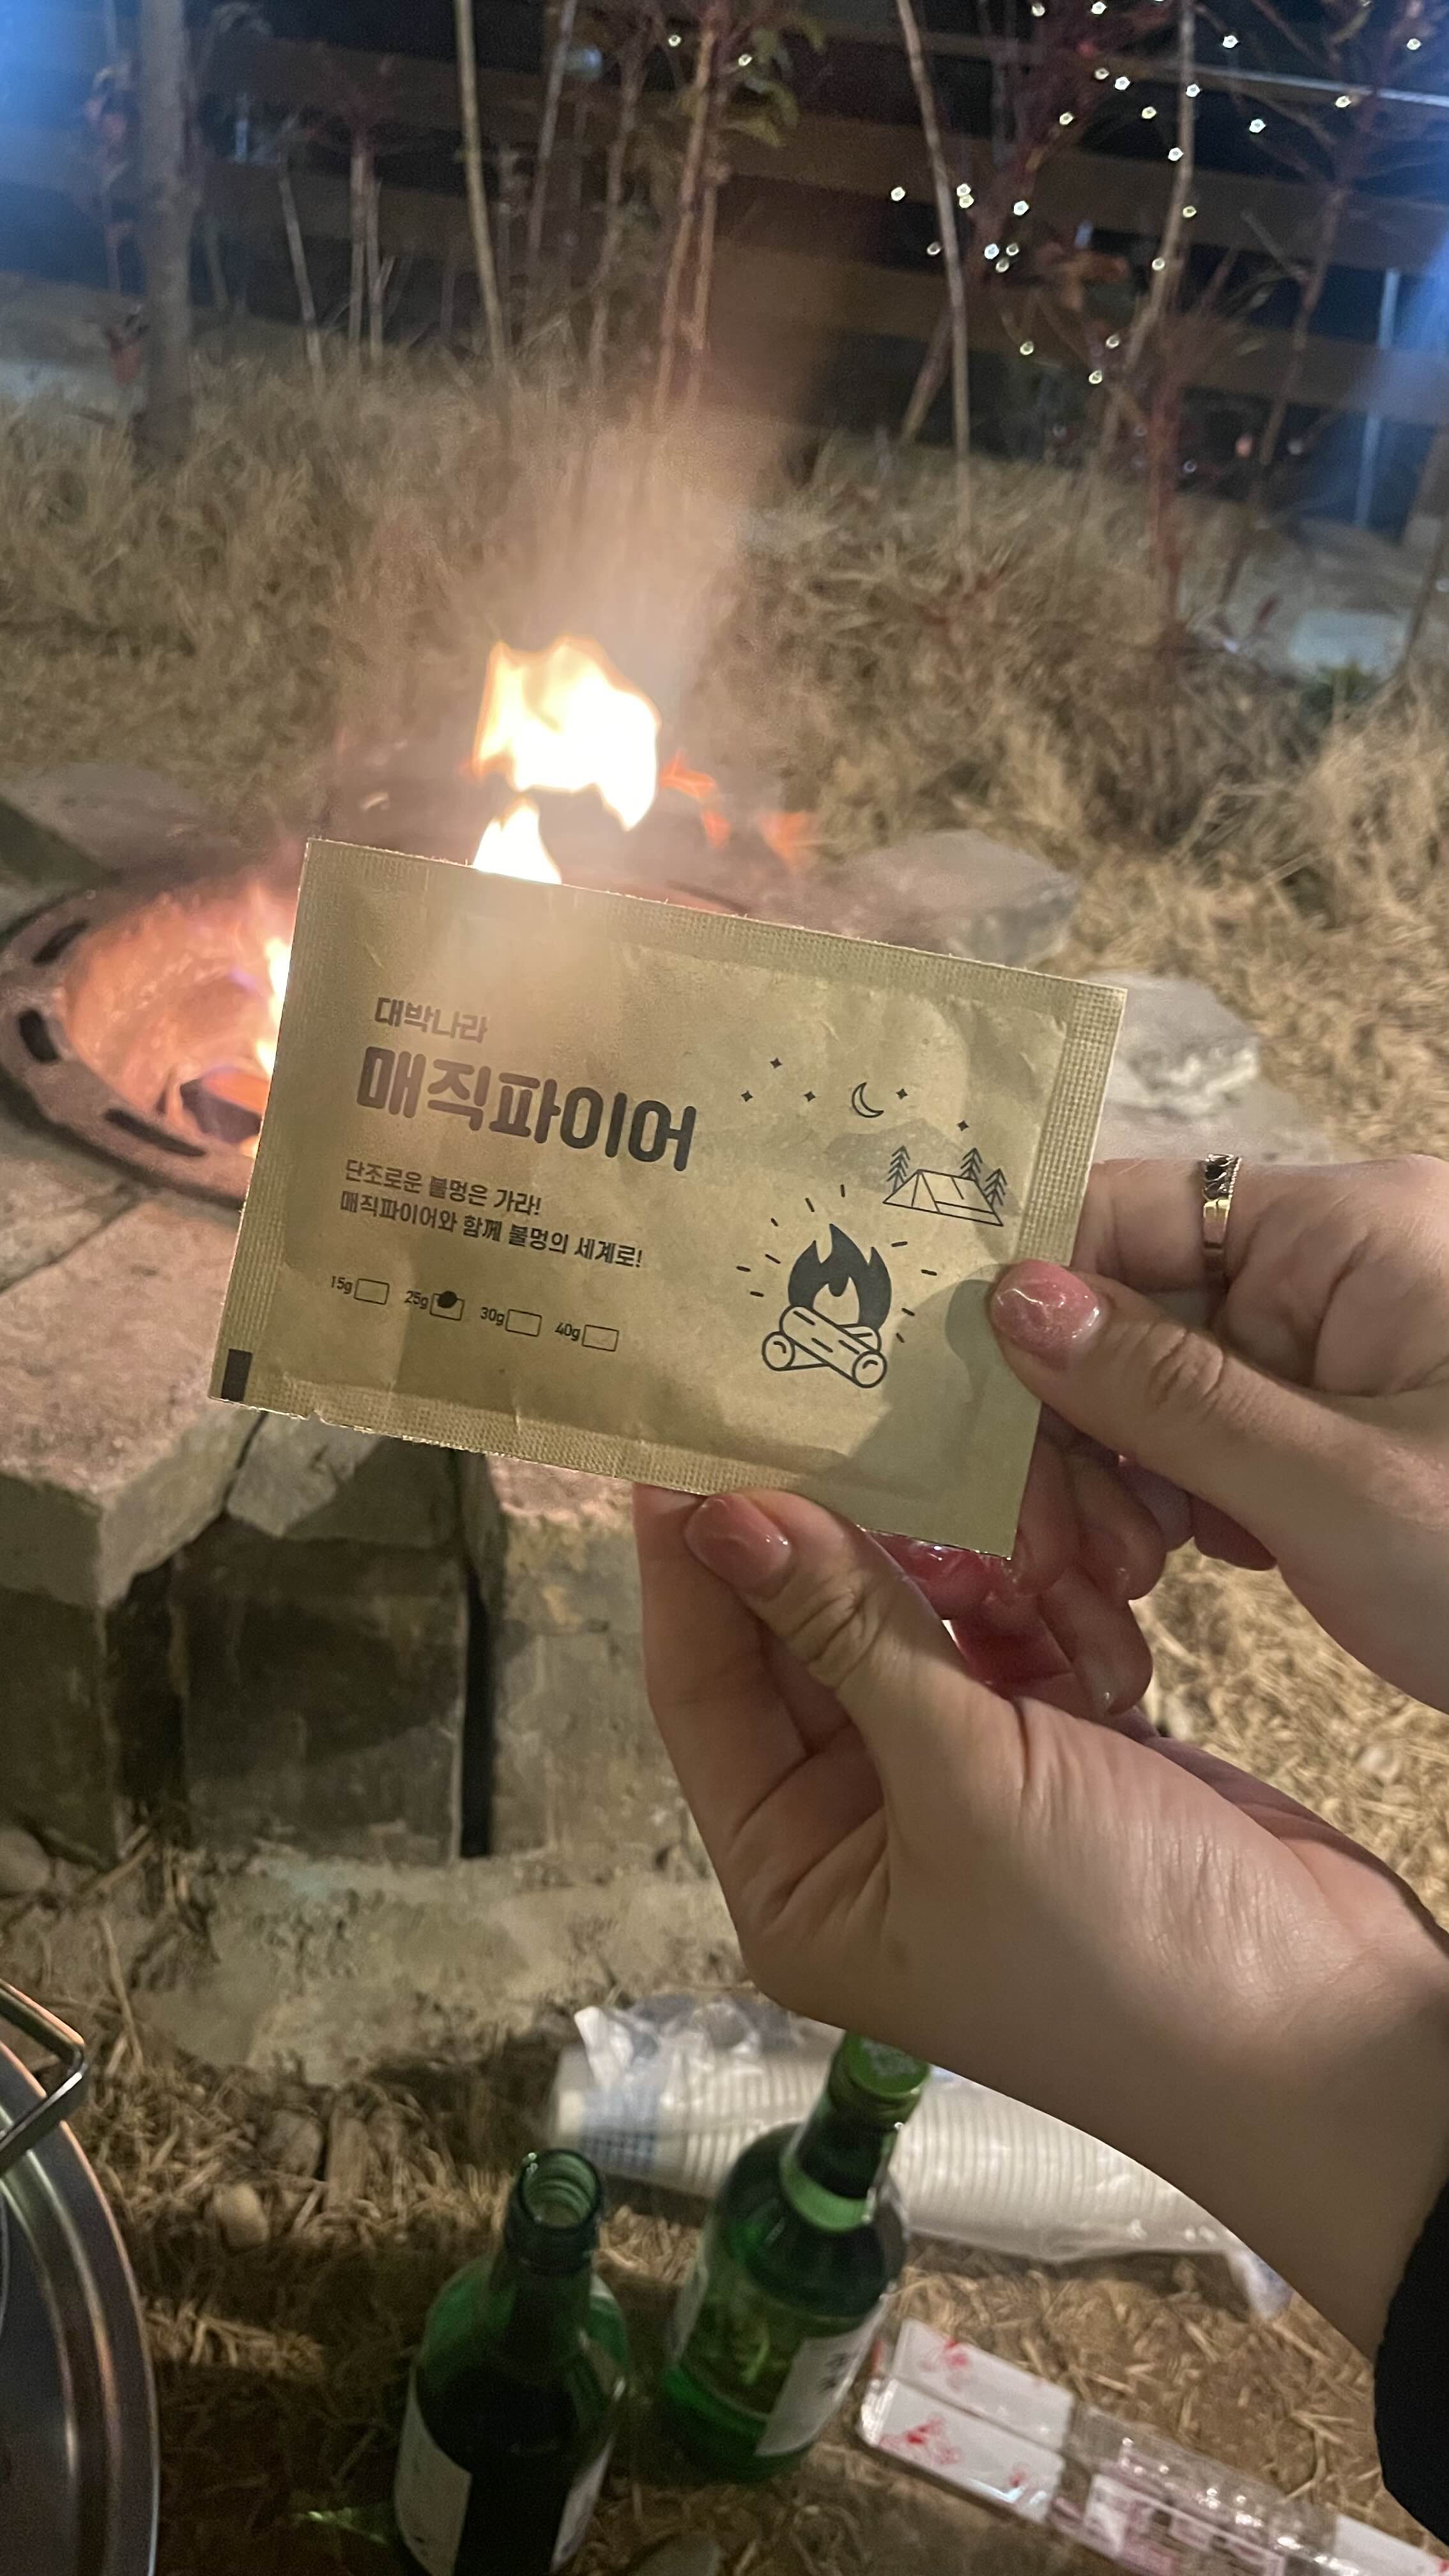 대박나라
매직파이어
단조로운 불멍은 가라!
매직파이어와 함께 불멍의 세계로!
15g 25g 30g 40g